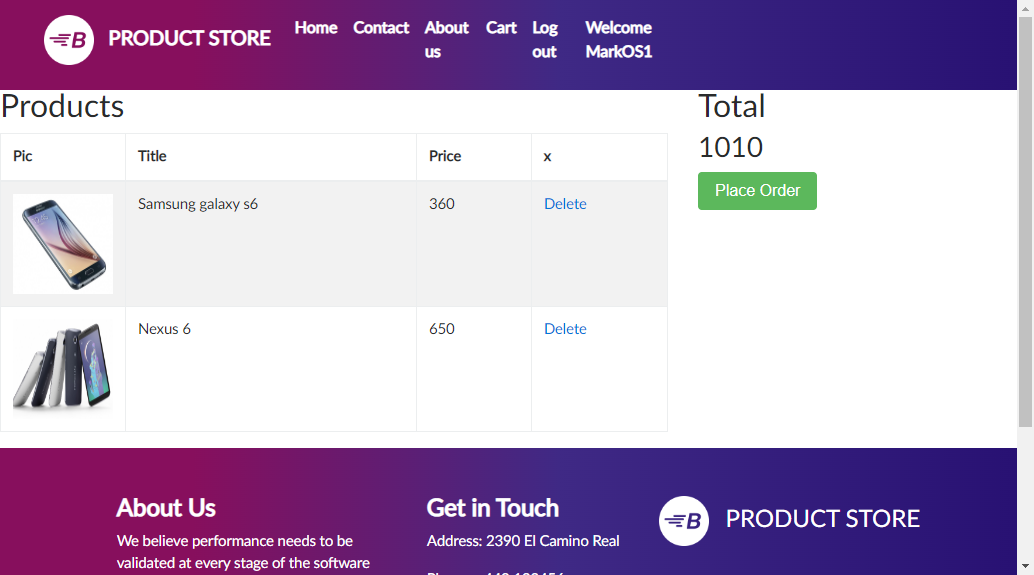 B
PRODUCT STORE
Home
Contact
About
us
Cart
Log
out
Welcome
MarkOS1
Products
Pic
Title
Price
x
Samsung galaxy s6
360
Delete
Nexus 6
650
Delete
Total
1010
Place Order
About Us
We believe performance needs to be
validated at every stage of the software
Get in Touch
Address: 2390 El Camino Real
B
PRODUCT STORE